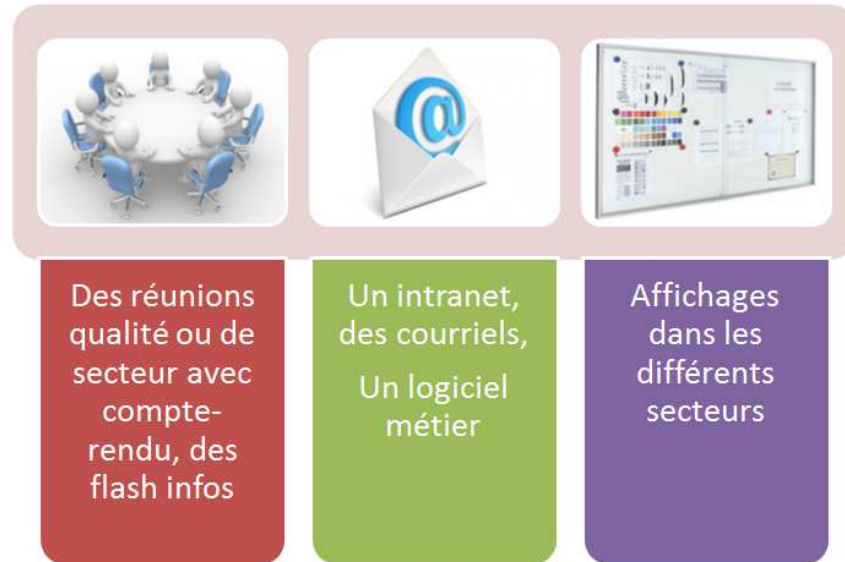 Des réunions
qualité ou de
secteur avec
compte-
rendu, des
flash infos
Un intranet,
des courriels,
Un logiciel
métier
Affichages
dans les
différents
secteurs